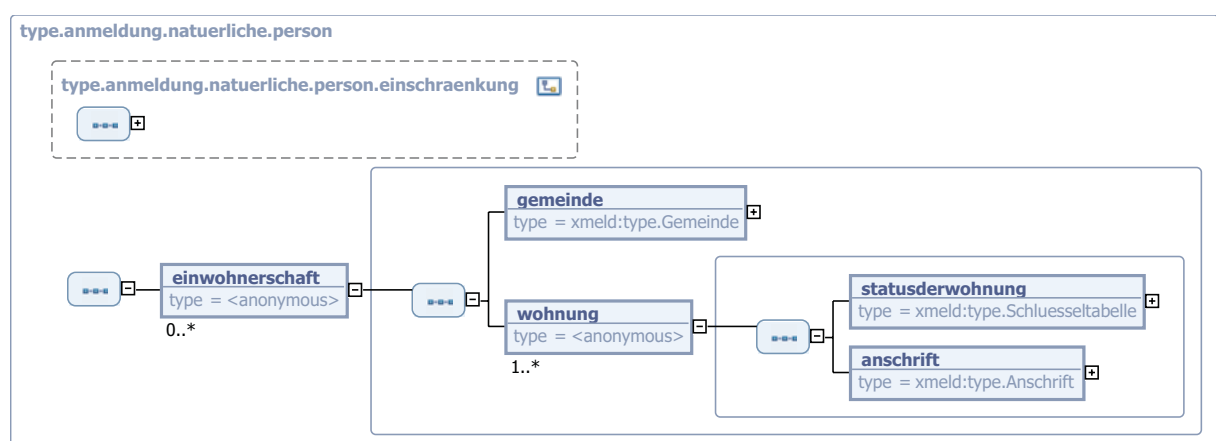 type.anmeldung.natuerliche.person
type.anmeldung.natuerliche.person.einschraenkung
gemeinde
type = xmeld:type.Gemeinde
einwohnerschaft
type = <anonymous>
0..*
wohnung
type = <anonymous>
1..*
statusderwohnung
type = xmeld:type.Schluesseltabelle
anschrift
type = xmeld:type.Anschrift